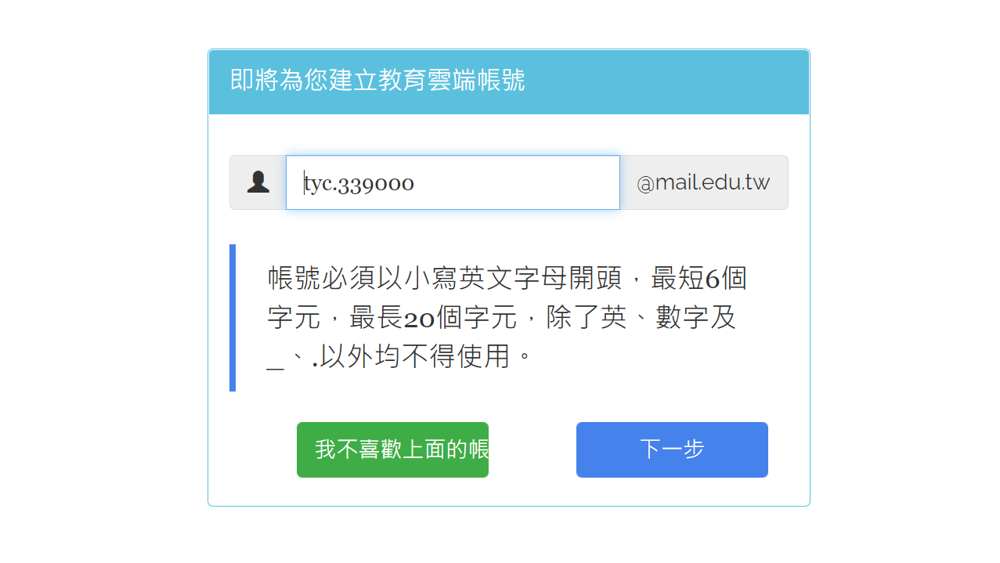 即將為您建立教育雲端帳號
tyc.339000 @mail.edu.tw
帳號必須以小寫英文字母開頭，最短6個
字元，最長20個字元，除了英、數字及
_、.以外均不得使用。
我不喜歡上面的帳 下一步